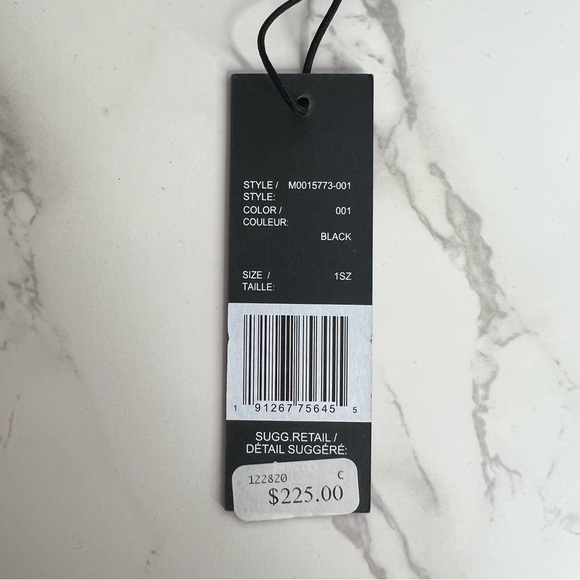 STYLE / M0015773-001
STYLE:
COLOR / 001
COULEUR:
BLACK
SIZE / 1SZ
TAILLE:
1 91267 75645 5
SUGG.RETAIL /
DÉTAIL SUGGÉRÉ:
122820 C
$225.00